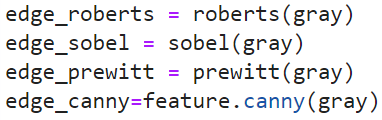 edge_roberts = roberts(gray)
edge_sobel = sobel(gray)
edge_prewitt = prewitt(gray)
edge_canny=feature.canny(gray)